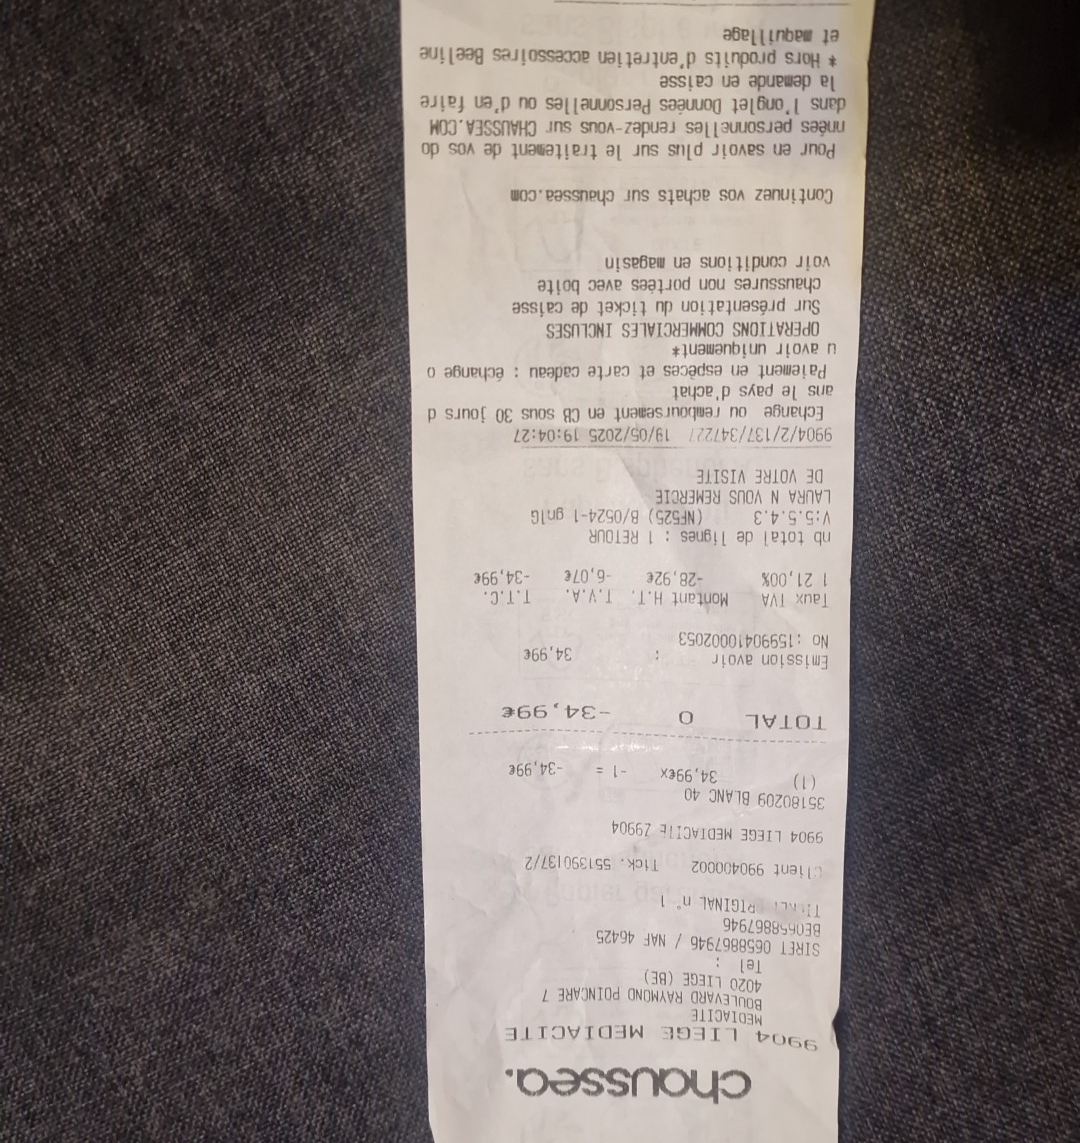 chaussea.
9904 LIEGE MEDIACITE
MEDIACITE
BOULEVARD RAYMOND POINCARE 7
4020 LIEGE (BE)
Tel :
SIRET 0658867946 / NAF 46425
BE0658867946
ORIGINAL n° 1
Client 990400002 Tick. 551390137/2
9904 LIEGE MEDIACITE Z9904
35180209 BLANC 40
(1) 34,99€x -1 = -34,99€
TOTAL 0 -34,99€
Emission avoir : 34,99€
No :1559904100020​53
Taux TVA Montant H.T. T.V.A. T.T.C.
1 21,00% -28,92€ -6,07€ -34,99€
nb total de lignes : 1 RETOUR
V:5.5.4.3 (NF525) B/0524-1 gnlG
LAURA N VOUS REMERCIE
DE VOTRE VISITE
9904/2/137/347227 19/05/2025 19:04:27
Echange ou remboursement en CB sous 30 jours d
ans le pays d'achat
Paiement en espèces et carte cadeau : échange o
u avoir uniquement*
OPERATIONS COMMERCIALES INCLUSES
Sur présentation du ticket de caisse
chaussures non portées avec boîte
voir conditions en magasin
Continuez vos achats sur chaussea.com
Pour en savoir plus sur le traitement de vos do
nnées personnelles rendez-vous sur CHAUSSEA.COM
dans l'onglet Données Personnelles ou d'en faire
la demande en caisse
* Hors produits d'entretien accessoires Beeline
et maquillage